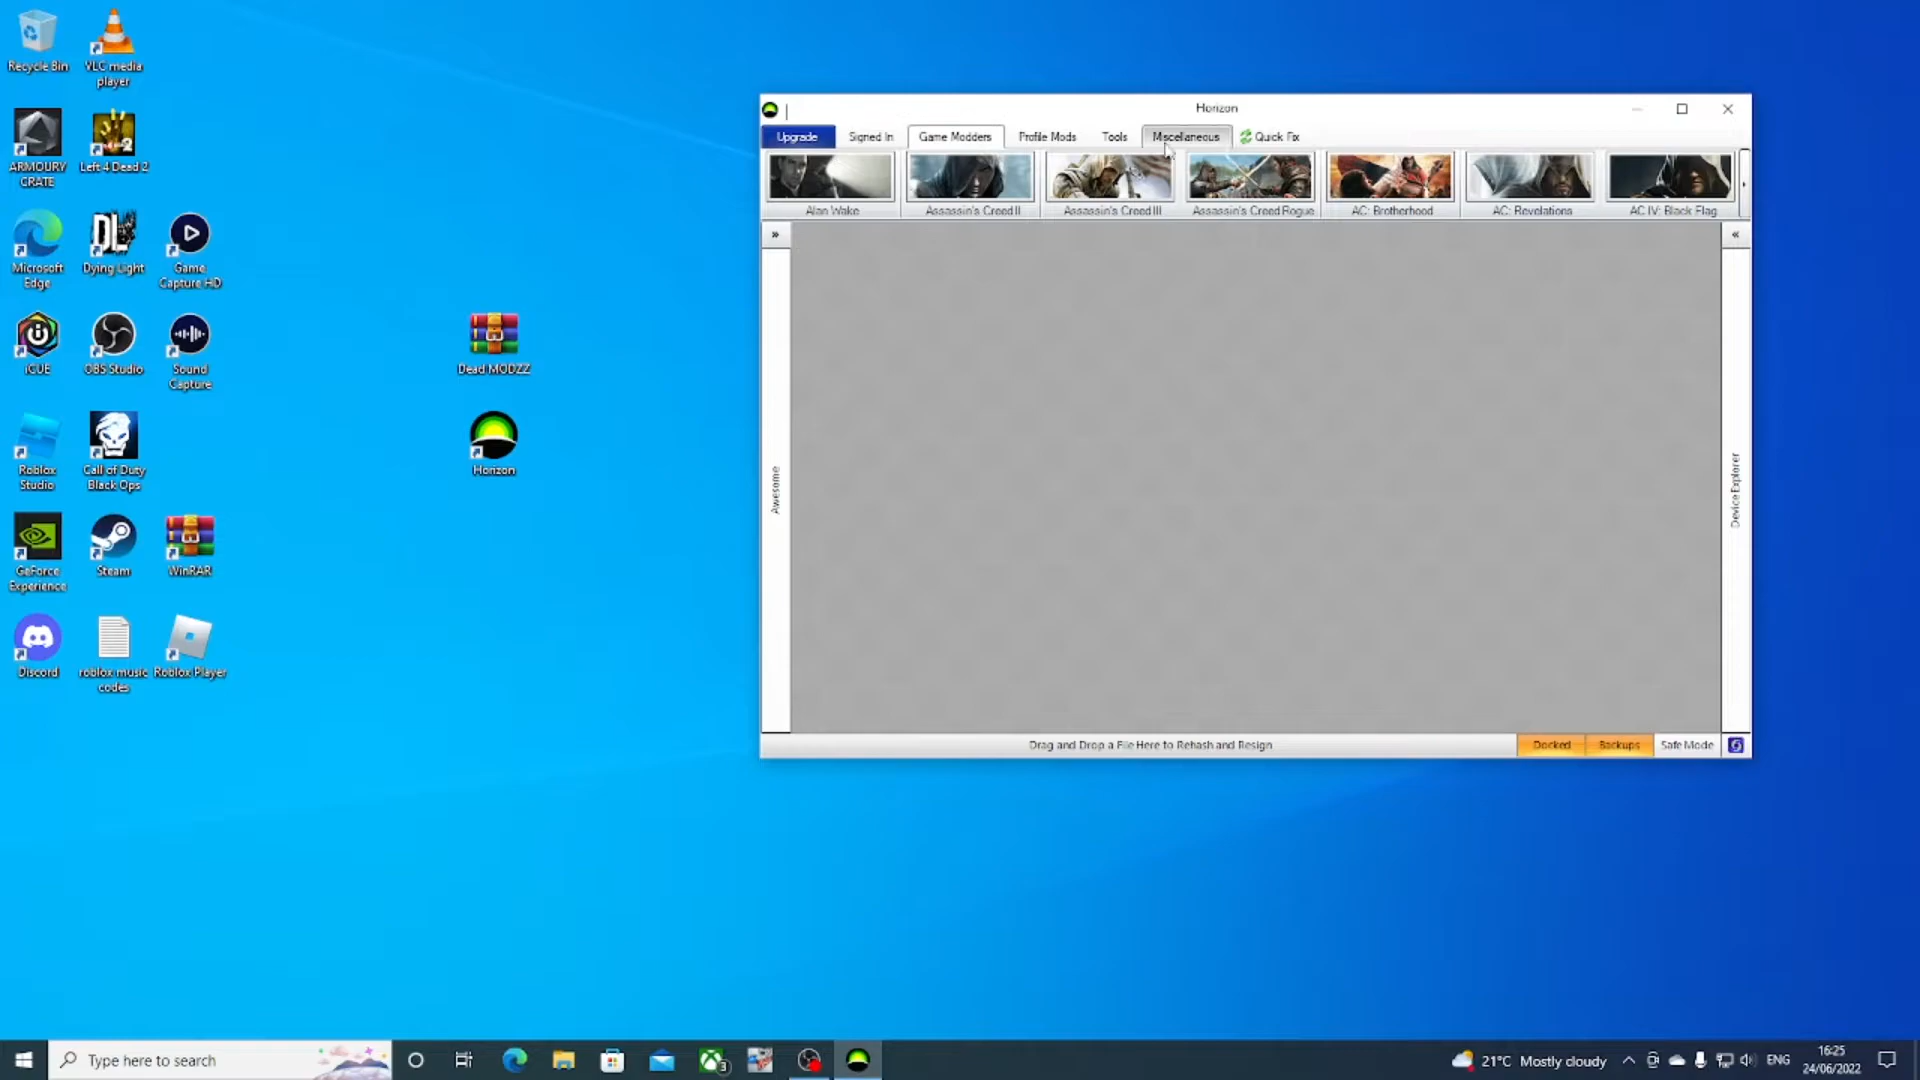 Recycle Bin
VLC media
player
ARMOURY
CRATE
Left 4 Dead 2
Microsoft
Edge
Dying Light
Game
Capture HD
iCUE
OBS Studio
Sound
Capture
Roblox
Studio
Call of Duty
Black Ops
GeForce
Experience
Steam
WinRAR
Discord
roblox music
codes
Roblox Player
Dead MODZZ
Horizon
Horizon
Upgrade Signed In Game Modders Profile Mods Tools Miscellaneous Quick Fix
Alan Wake Assassin's Creed II Assassin's Creed III Assassin's Creed Rogue AC: Brotherhood AC: Revelations AC IV: Black Flag
Awesome
Device Explorer
Drag and Drop a File Here to Rehash and Resign Docked Backups Safe Mode
Type here to search
3
21°C Mostly cloudy
ENG
16:25
24/06/2022